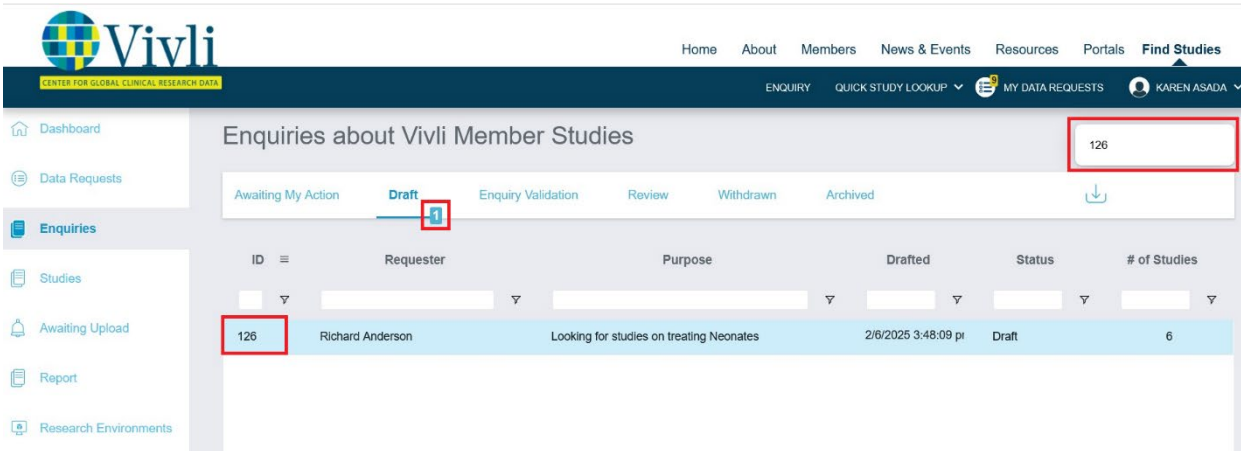 Vivli
CENTER FOR GLOBAL CLINICAL RESEARCH DATA
Home About Members News & Events Resources Portals Find Studies
ENQUIRY QUICK STUDY LOOKUP 9 MY DATA REQUESTS KAREN ASADA
Dashboard
Data Requests
Enquiries
Studies
Awaiting Upload
Report
Research Environments
Enquiries about Vivli Member Studies
126
Awaiting My Action Draft 1 Enquiry Validation Review Withdrawn Archived
ID Requester Purpose Drafted Status # of Studies
126 Richard Anderson Looking for studies on treating Neonates 2/6/2025 3:48:09 pr Draft 6